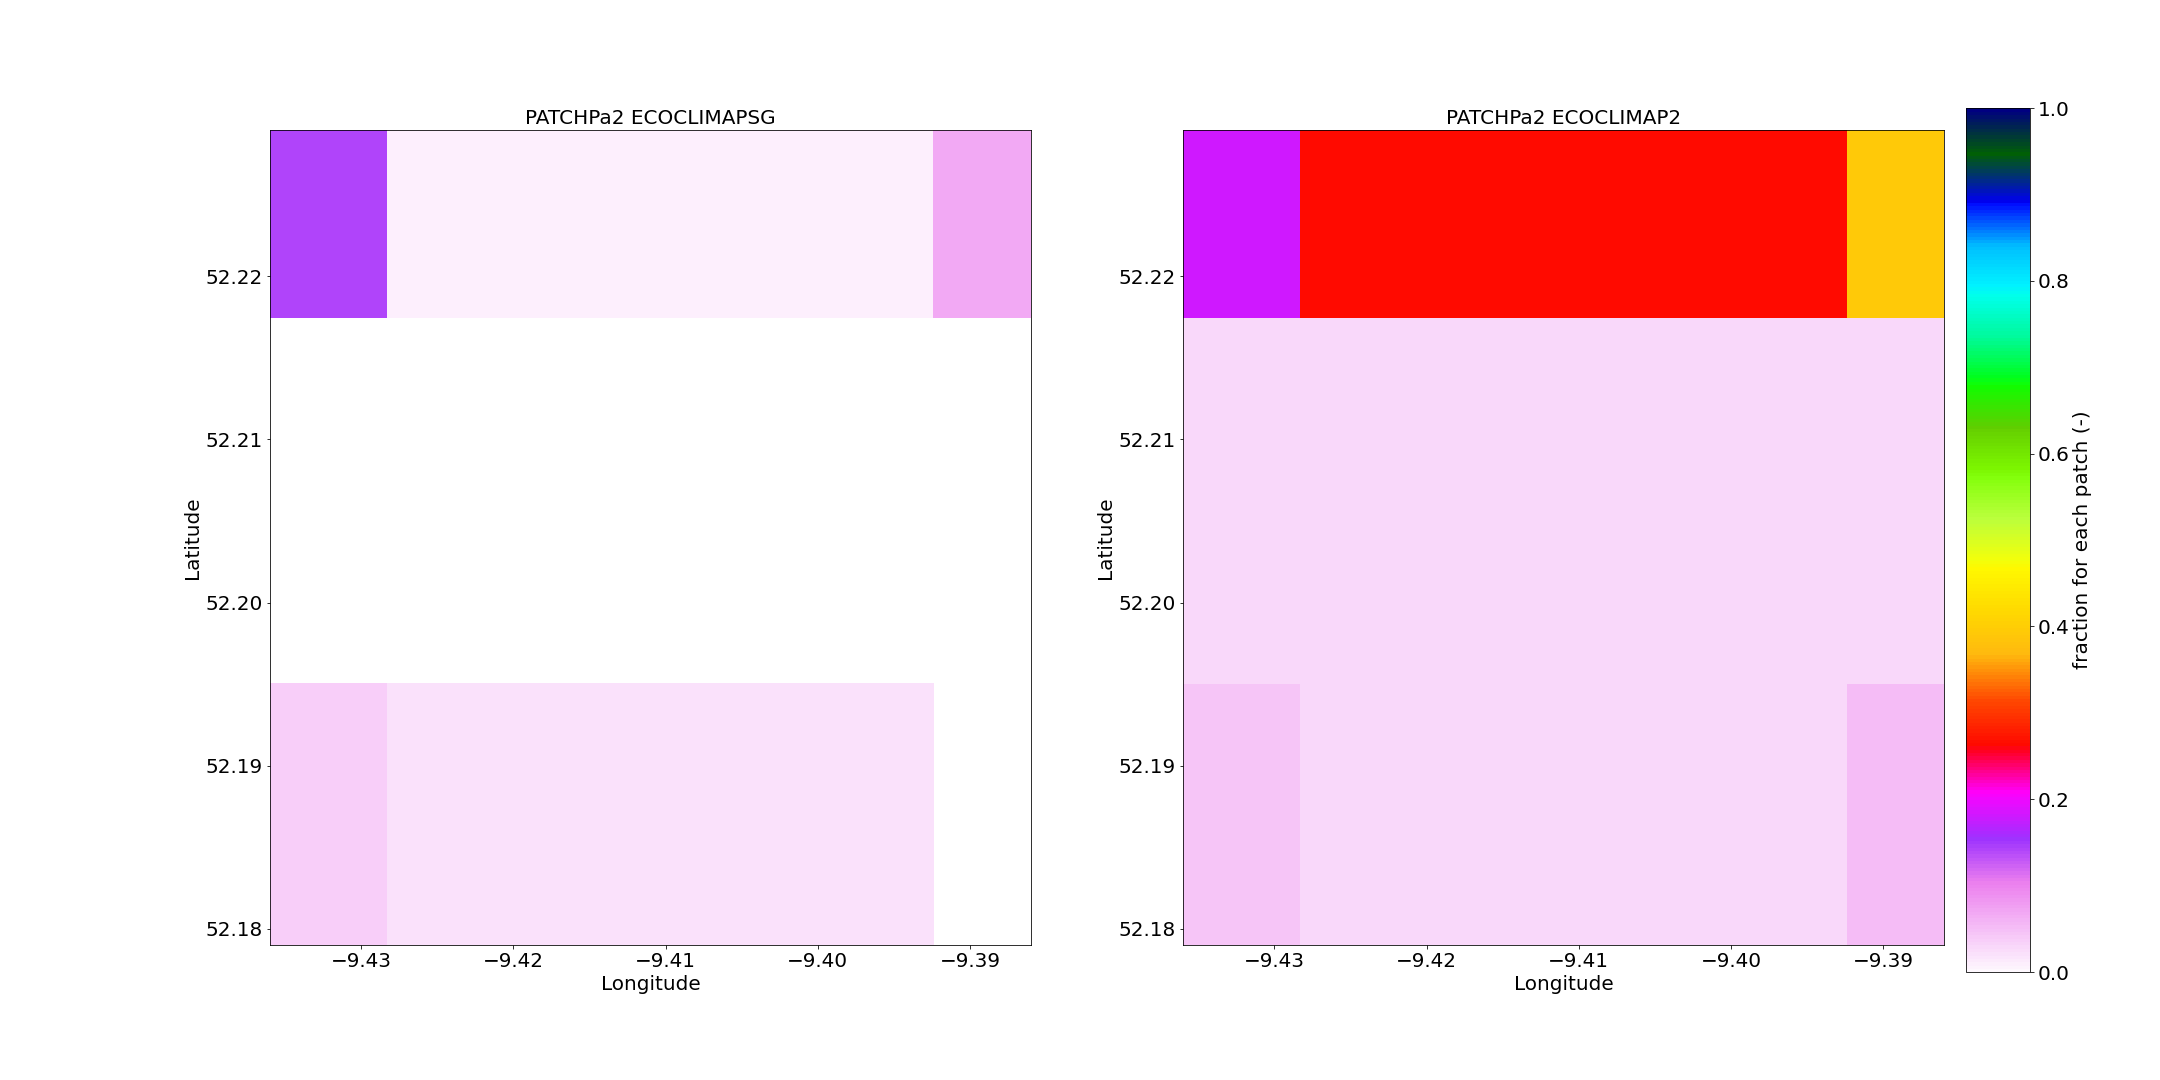 PATCHPa2 ECOCLIMAPSG
52.22
52.21
52.20
52.19
52.18
Latitude
−9.43 −9.42 −9.41 −9.40 −9.39
Longitude
PATCHPa2 ECOCLIMAP2
52.22
52.21
52.20
52.19
52.18
Latitude
−9.43 −9.42 −9.41 −9.40 −9.39
Longitude
1.0
0.8
0.6
0.4
0.2
0.0
fraction for each patch (-)